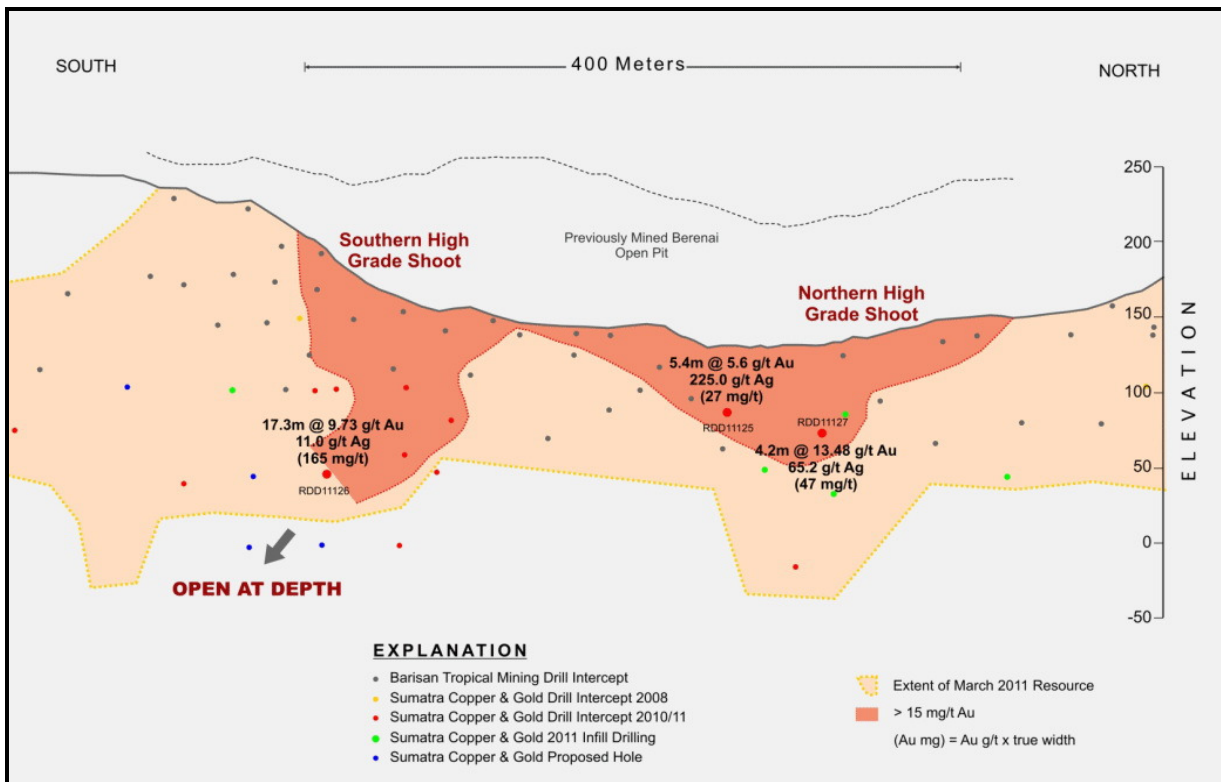 SOUTH
400 Meters
NORTH
250
200
150
100
50
0
-50
ELEVATION
Southern High
Grade Shoot
Previously Mined Berenai
Open Pit
Northern High
Grade Shoot
5.4m @ 5.6 g/t Au
225.0 g/t Ag
(27 mg/t)
RDD11125
RDD11127
4.2m @ 13.48 g/t Au
65.2 g/t Ag
(47 mg/t)
17.3m @ 9.73 g/t Au
11.0 g/t Ag
(165 mg/t)
RDD11126
OPEN AT DEPTH
EXPLANATION
Barisan Tropical Mining Drill Intercept
Sumatra Copper & Gold Drill Intercept 2008
Sumatra Copper & Gold Drill Intercept 2010/11
Sumatra Copper & Gold 2011 Infill Drilling
Sumatra Copper & Gold Proposed Hole
Extent of March 2011 Resource
> 15 mg/t Au
(Au mg) = Au g/t x true width